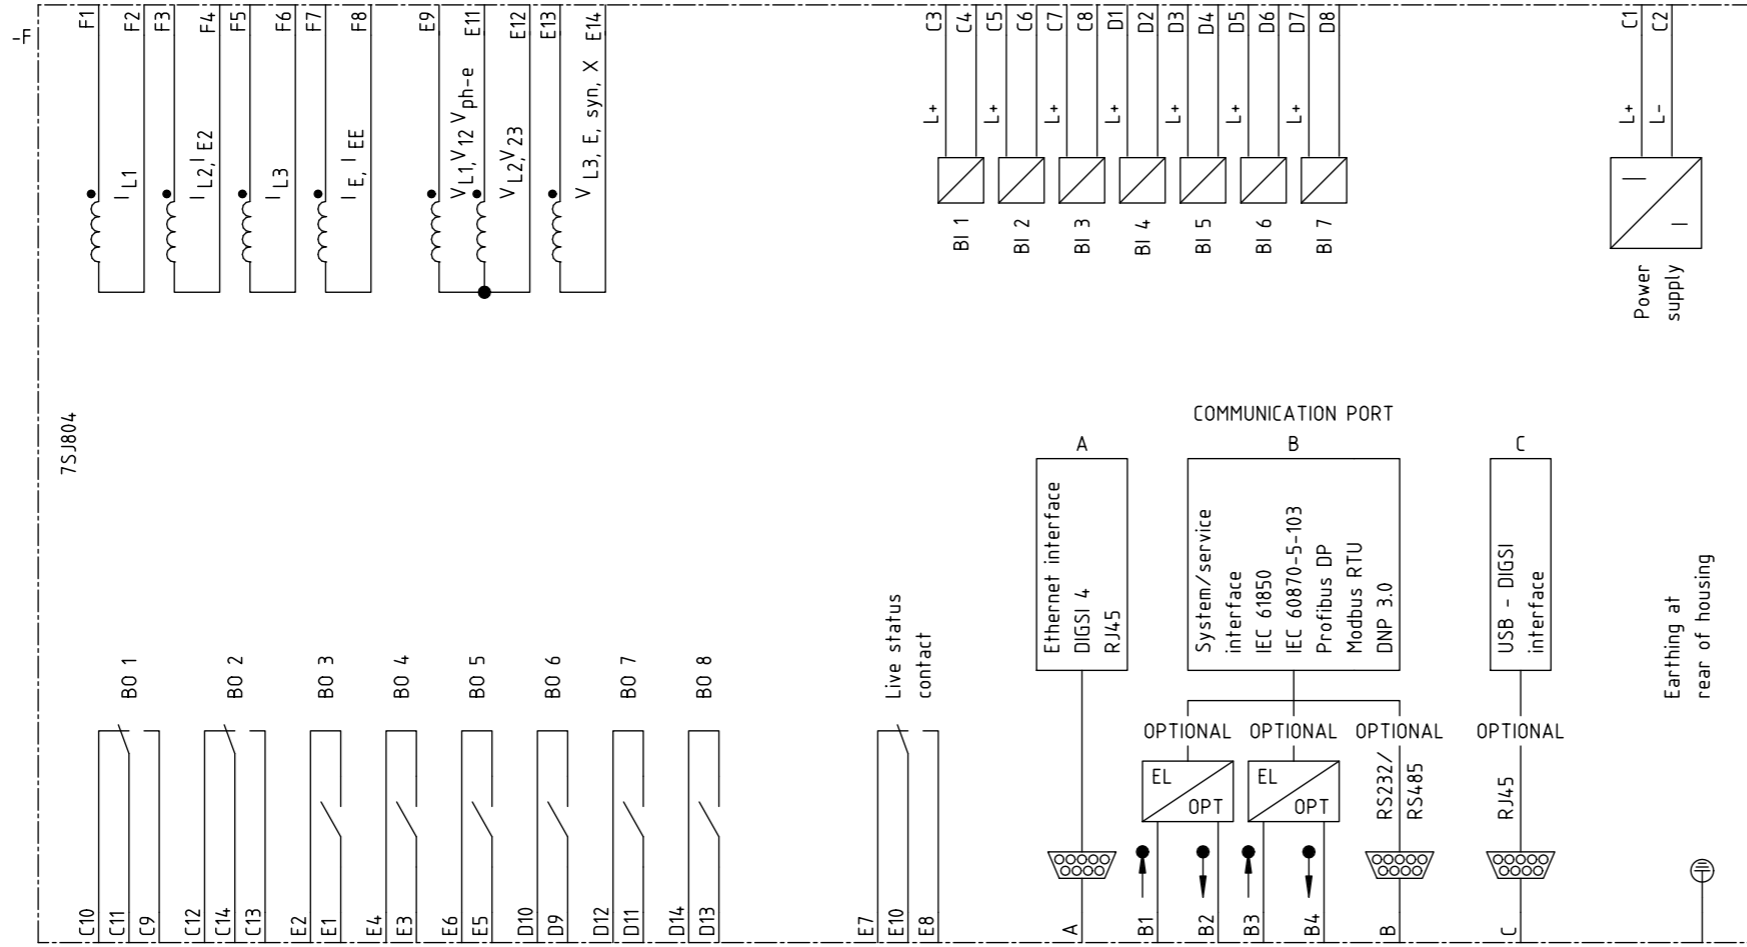 -F
F1
F2
F3
F4
F5
F6
F7
F8
E9
E11
E12
E13
E14
C3
C4
C5
C6
C7
C8
D1
D2
D3
D4
D5
D6
D7
D8
C1
C2
I L1
I L2, I E2
I L3
I E, I EE
V L1, V 12 V ph-e
V L2, V 23
V L3, E, syn, X
L+
L+
L+
L+
L+
L+
L+
L+
L-
BI 1
BI 2
BI 3
BI 4
BI 5
BI 6
BI 7
Power
supply
7SJ804
COMMUNICATION PORT
A
B
C
Ethernet interface
DIGSI 4
RJ45
System/service
interface
IEC 61850
IEC 60870-5-103
Profibus DP
Modbus RTU
DNP 3.0
USB - DIGSI
interface
Earthing at
rear of housing
BO 1
BO 2
BO 3
BO 4
BO 5
BO 6
BO 7
BO 8
Live status
contact
OPTIONAL
OPTIONAL
OPTIONAL
OPTIONAL
EL
OPT
EL
OPT
RS232/
RS485
RJ45
C10
C11
C9
C12
C14
C13
E2
E1
E4
E3
E6
E5
D10
D9
D12
D11
D14
D13
E7
E10
E8
A
B1
B2
B3
B4
B
C